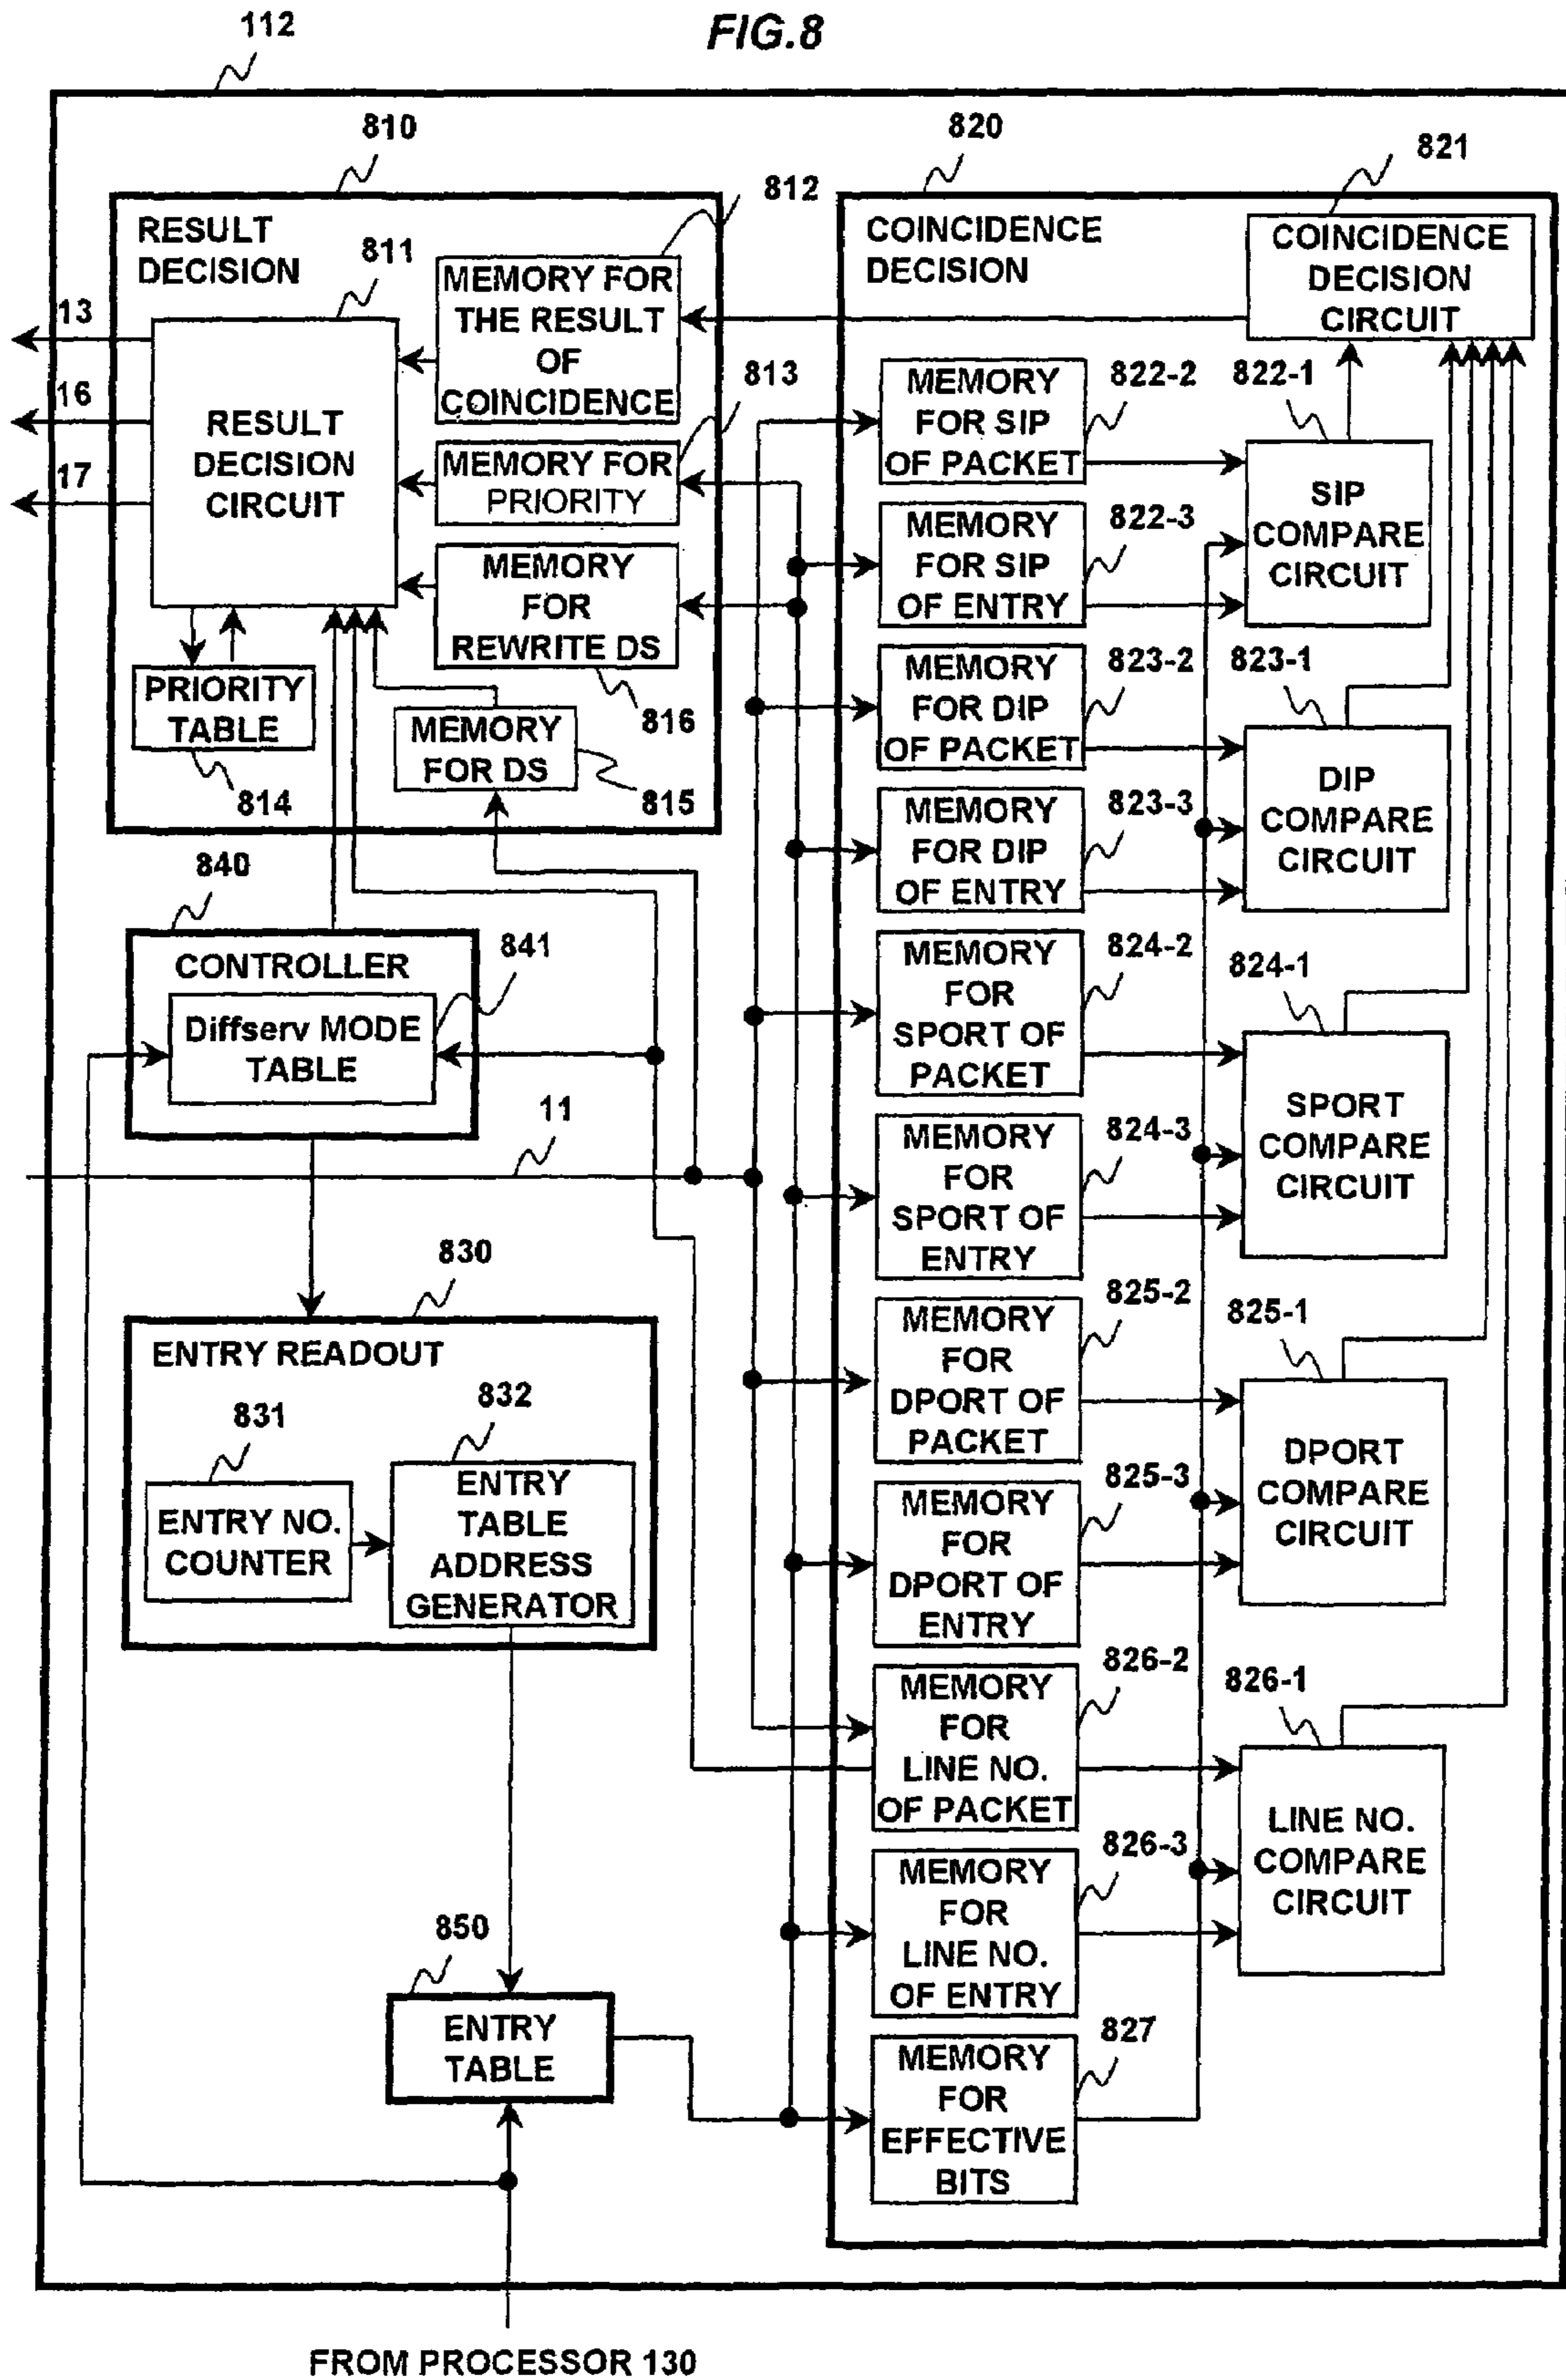 FIG.8
112
810
820
821
812
RESULT
DECISION
811
MEMORY FOR
THE RESULT
OF
COINCIDENCE
COINCIDENCE
DECISION
COINCIDENCE
DECISION
CIRCUIT
13
16
17
RESULT
DECISION
CIRCUIT
813
MEMORY FOR
PRIORITY
MEMORY
FOR
REWRITE DS
816
PRIORITY
TABLE
814
MEMORY
FOR DS
815
MEMORY
FOR SIP
OF PACKET
822-2
822-1
MEMORY
FOR SIP
OF ENTRY
822-3
SIP
COMPARE
CIRCUIT
MEMORY
FOR DIP
OF PACKET
823-2
823-1
MEMORY
FOR DIP
OF ENTRY
823-3
DIP
COMPARE
CIRCUIT
840
CONTROLLER
841
Diffserv MODE
TABLE
11
MEMORY
FOR
SPORT OF
PACKET
824-2
824-1
MEMORY
FOR
SPORT OF
ENTRY
824-3
SPORT
COMPARE
CIRCUIT
830
ENTRY READOUT
831
832
ENTRY NO.
COUNTER
ENTRY
TABLE
ADDRESS
GENERATOR
MEMORY
FOR
DPORT OF
PACKET
825-2
825-1
MEMORY
FOR
DPORT OF
ENTRY
825-3
DPORT
COMPARE
CIRCUIT
MEMORY
FOR
LINE NO.
OF PACKET
826-2
826-1
MEMORY
FOR
LINE NO.
OF ENTRY
826-3
LINE NO.
COMPARE
CIRCUIT
850
ENTRY
TABLE
MEMORY
FOR
EFFECTIVE
BITS
827
FROM PROCESSOR 130